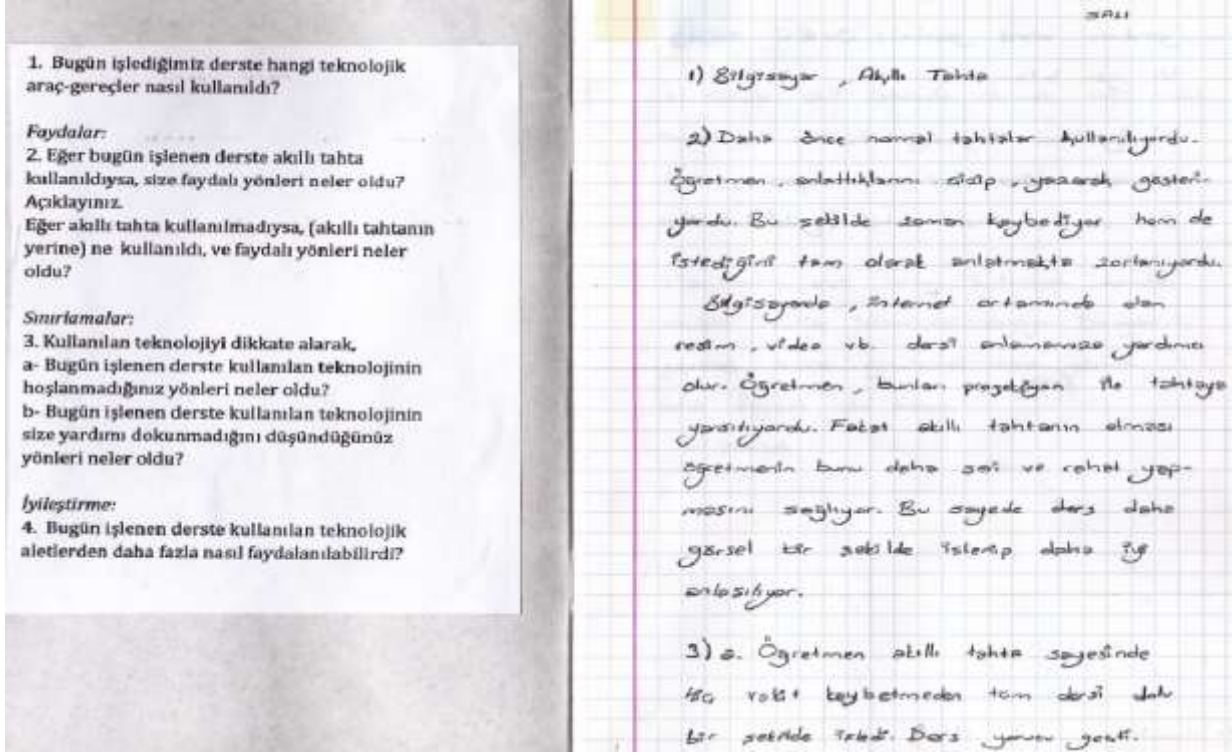 1. Bugün işlediğimiz derste hangi teknolojik
araç-gereçler nasıl kullanıldı?
Faydalar:
2. Eğer bugün işlenen derste akıllı tahta
kullanıldıysa, size faydalı yönleri neler oldu?
Açıklayınız.
Eğer akıllı tahta kullanılmadıysa, (akıllı tahtanın
yerine) ne kullanıldı, ve faydalı yönleri neler
oldu?
Sınırlamalar:
3. Kullanılan teknolojiyi dikkate alarak,
a- Bugün işlenen derste kullanılan teknolojinin
hoşlanmadığınız yönleri neler oldu?
b- Bugün işlenen derste kullanılan teknolojinin
size yardımı dokunmadığını düşündüğünüz
yönleri neler oldu?
İyileştirme:
4. Bugün işlenen derste kullanılan teknolojik
aletlerden daha fazla nasıl faydalanılabilirdi?
SALI
1) Bilgisayar, Akıllı Tahta
2) Daha önce normal tahtalar kullanılıyordu.
Öğretmen, anlattıklarını çizip, yazarak gösteri-
yordu. Bu şekilde zaman kaybediyor hem de
istediğini tam olarak anlatmakta zorlanıyordu.
Bilgisayarda, internet ortamında olan
resim, video vb. dersi anlamamıza yardımcı
olur. Öğretmen, bunları projeksiyon ile tahtaya
yansıtıyordu. Fakat akıllı tahtanın olması
öğretmenin bunu daha seri ve rahat yap-
masını sağlıyor. Bu sayede ders daha
görsel bir şekilde işlenip daha iyi
anlaşılıyor.
3) a. Öğretmen akıllı tahta sayesinde
hiç vakit kaybetmeden tüm dersi dolu
bir şekilde işledi. Ders